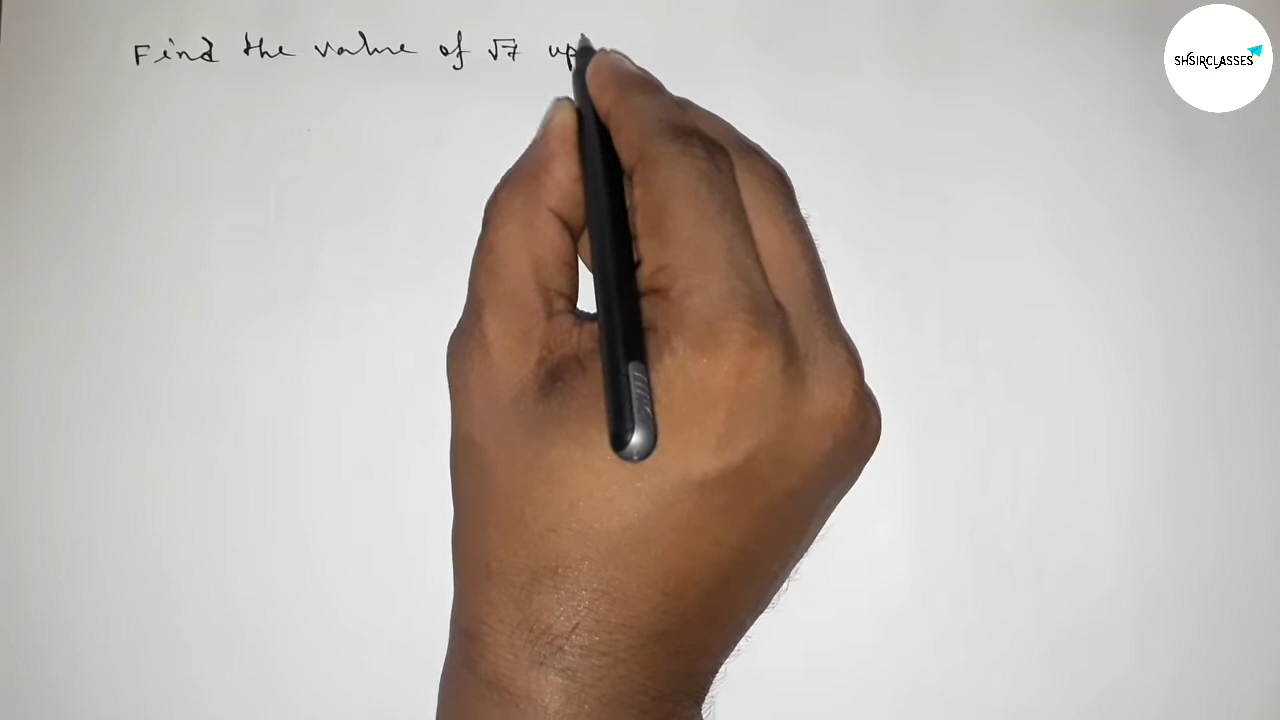 Find the value of √7 up
SHSIRCLASSES